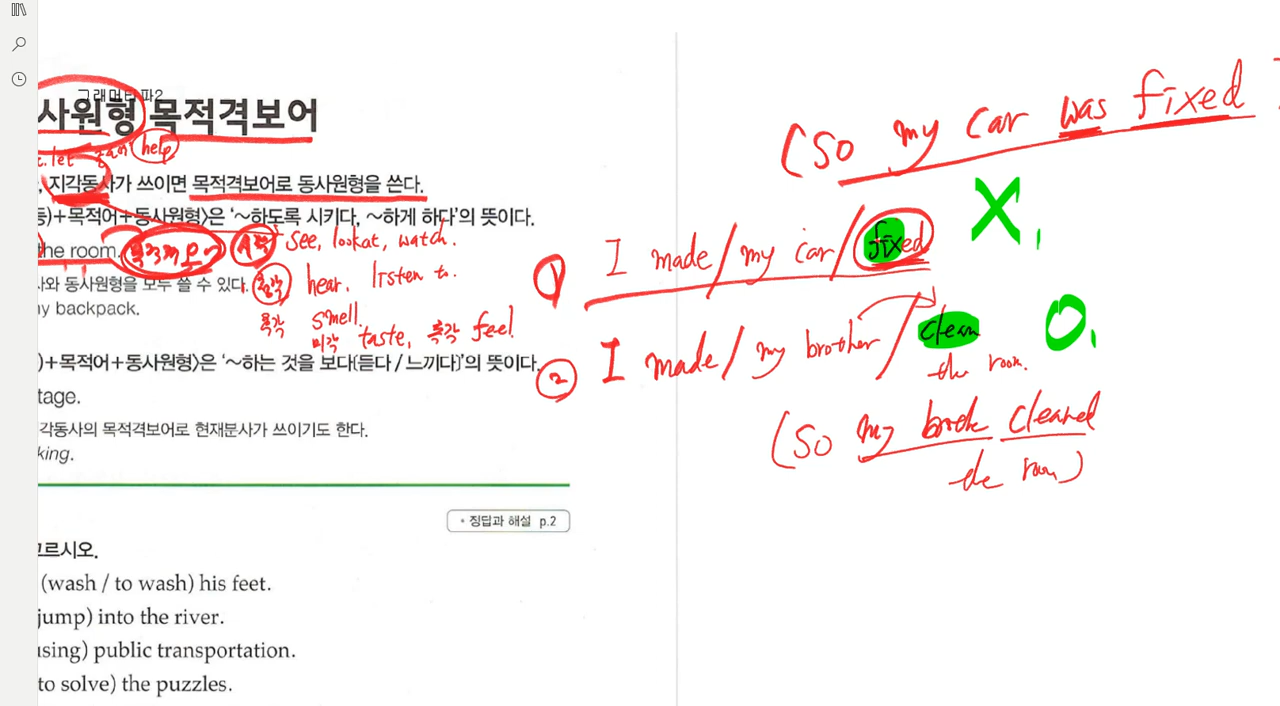 그래머 파2
사원형 목적격보어
let help
, 지각동사가 쓰이면 목적격보어로 동사원형을 쓴다.
)+목적어+동사원형〉은 '~하도록 시키다, ~하게 하다'의 뜻이다.
the room. 목적격보어 시각 see, look at, watch.
와 동사원형을 모두 쓸 수 있다. 청각 hear. listen to.
my backpack.
후각 smell.
미각 taste, 촉각 feel
)+목적어+동사원형〉은 '~하는 것을 보다(듣다 / 느끼다)'의 뜻이다.
tage.
각동사의 목적격보어로 현재분사가 쓰이기도 한다.
king.
• 정답과 해설 p.2
고르시오.
(wash / to wash) his feet.
jump) into the river.
using) public transportation.
to solve) the puzzles.
(So my car was fixed
X,
① I made / my car / fixed
② I made / my brother / clean O,
the room.
(So my broth cleaned
the room)